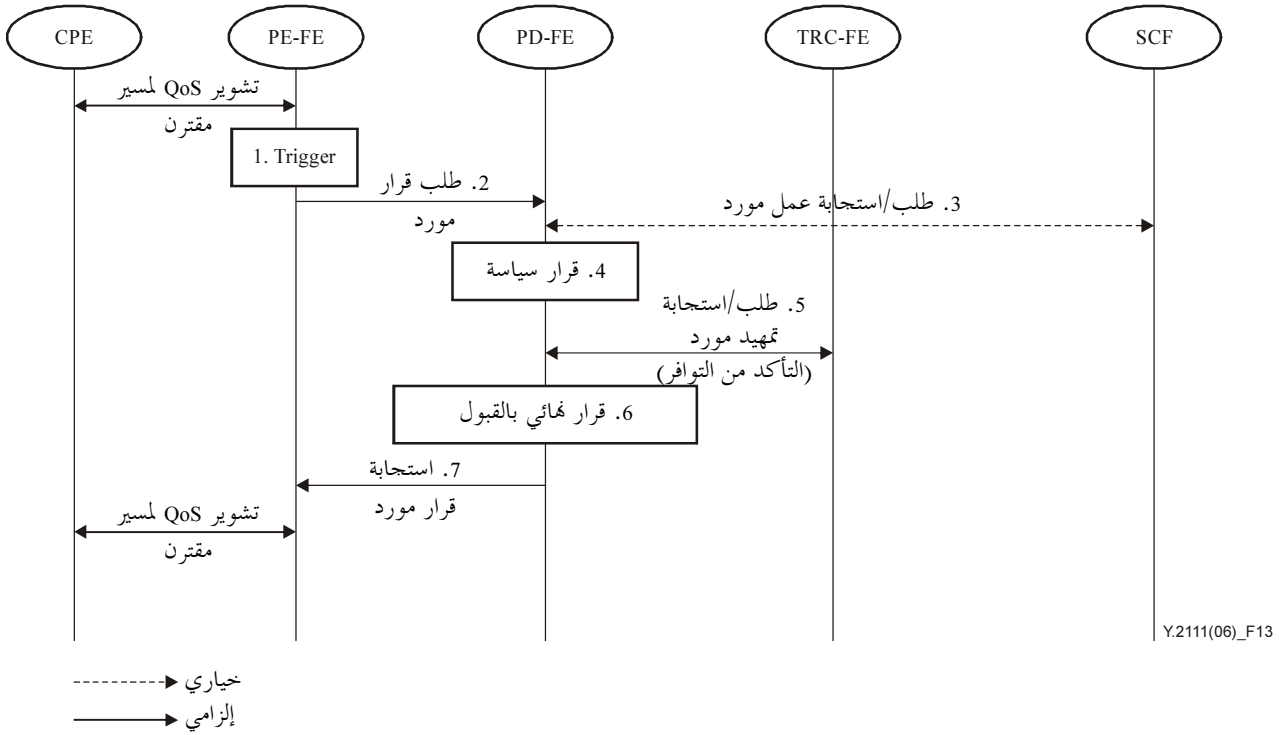 CPE
PE-FE
PD-FE
TRC-FE
SCF
تشوير QoS لمسير
مقترن
1. Trigger
2. طلب قرار
مورد
3. طلب/استجابة عمل مورد
4. قرار سياسة
5. طلب/استجابة
تمهيد مورد
(التأكد من التوافر)
6. قرار نهائي بالقبول
7. استجابة
قرار مورد
تشوير QoS لمسير
مقترن
Y.2111(06)_F13
خياري
إلزامي